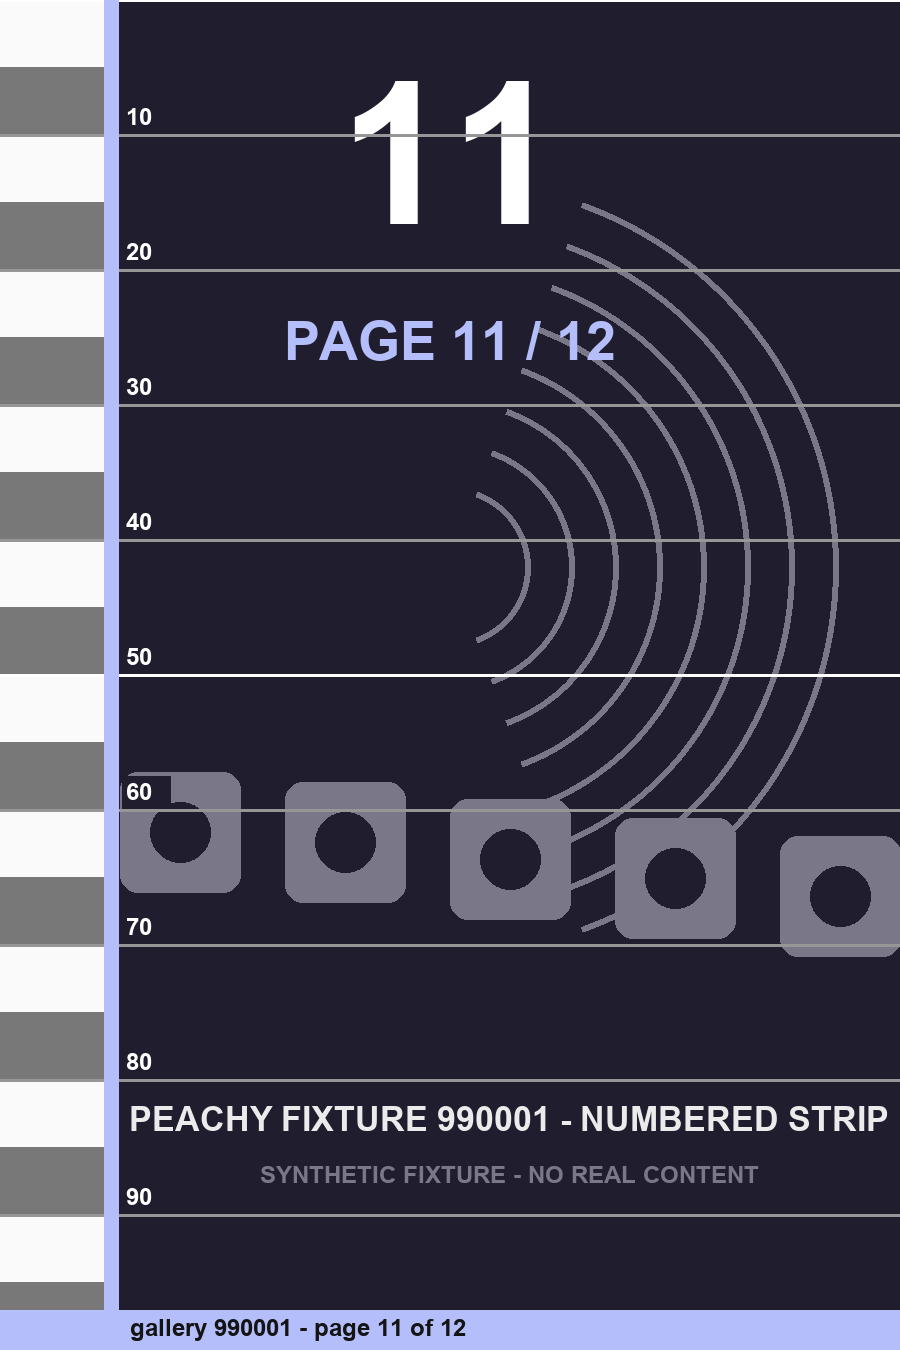 11
10
20
PAGE 11 / 12
30
40
50
60
70
80
PEACHY FIXTURE 990001 - NUMBERED STRIP
SYNTHETIC FIXTURE - NO REAL CONTENT
90
gallery 990001 - page 11 of 12